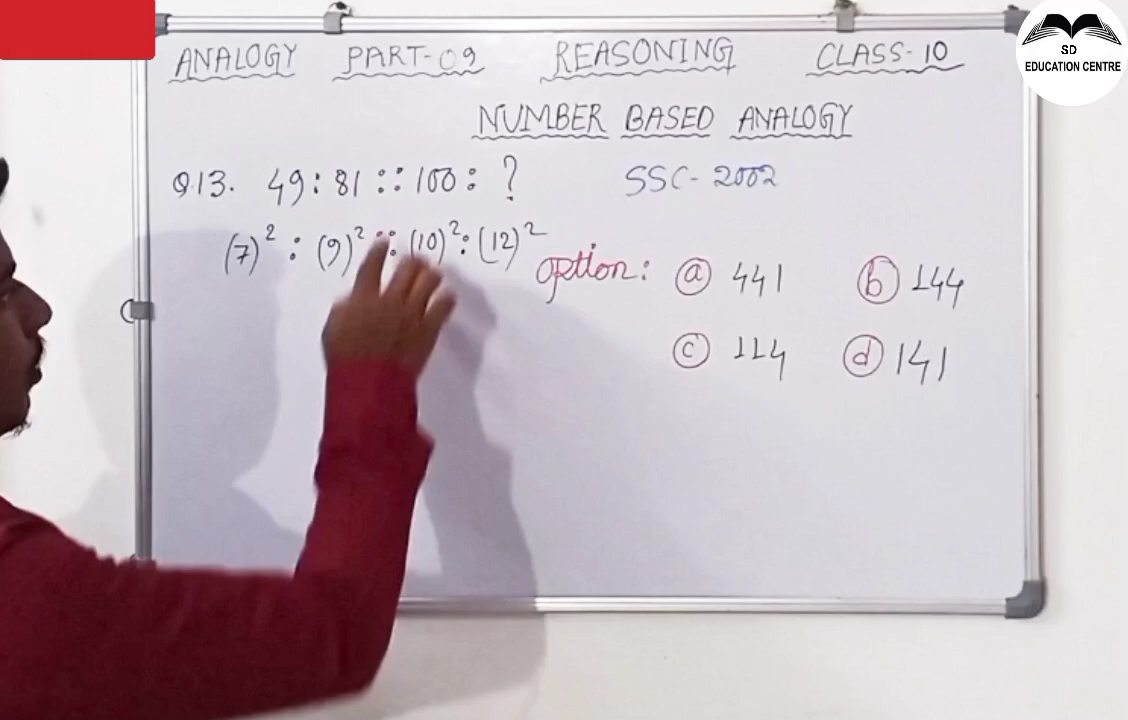 SD
EDUCATION CENTRE
ANALOGY PART-09 REASONING CLASS-10
NUMBER BASED ANALOGY
Q.13. 49 : 81 :: 100 : ? SSC- 2002
(7)² : (9)² :: (10)² : (12)²
option: (a) 441 (b) 144
(c) 114 (d) 141